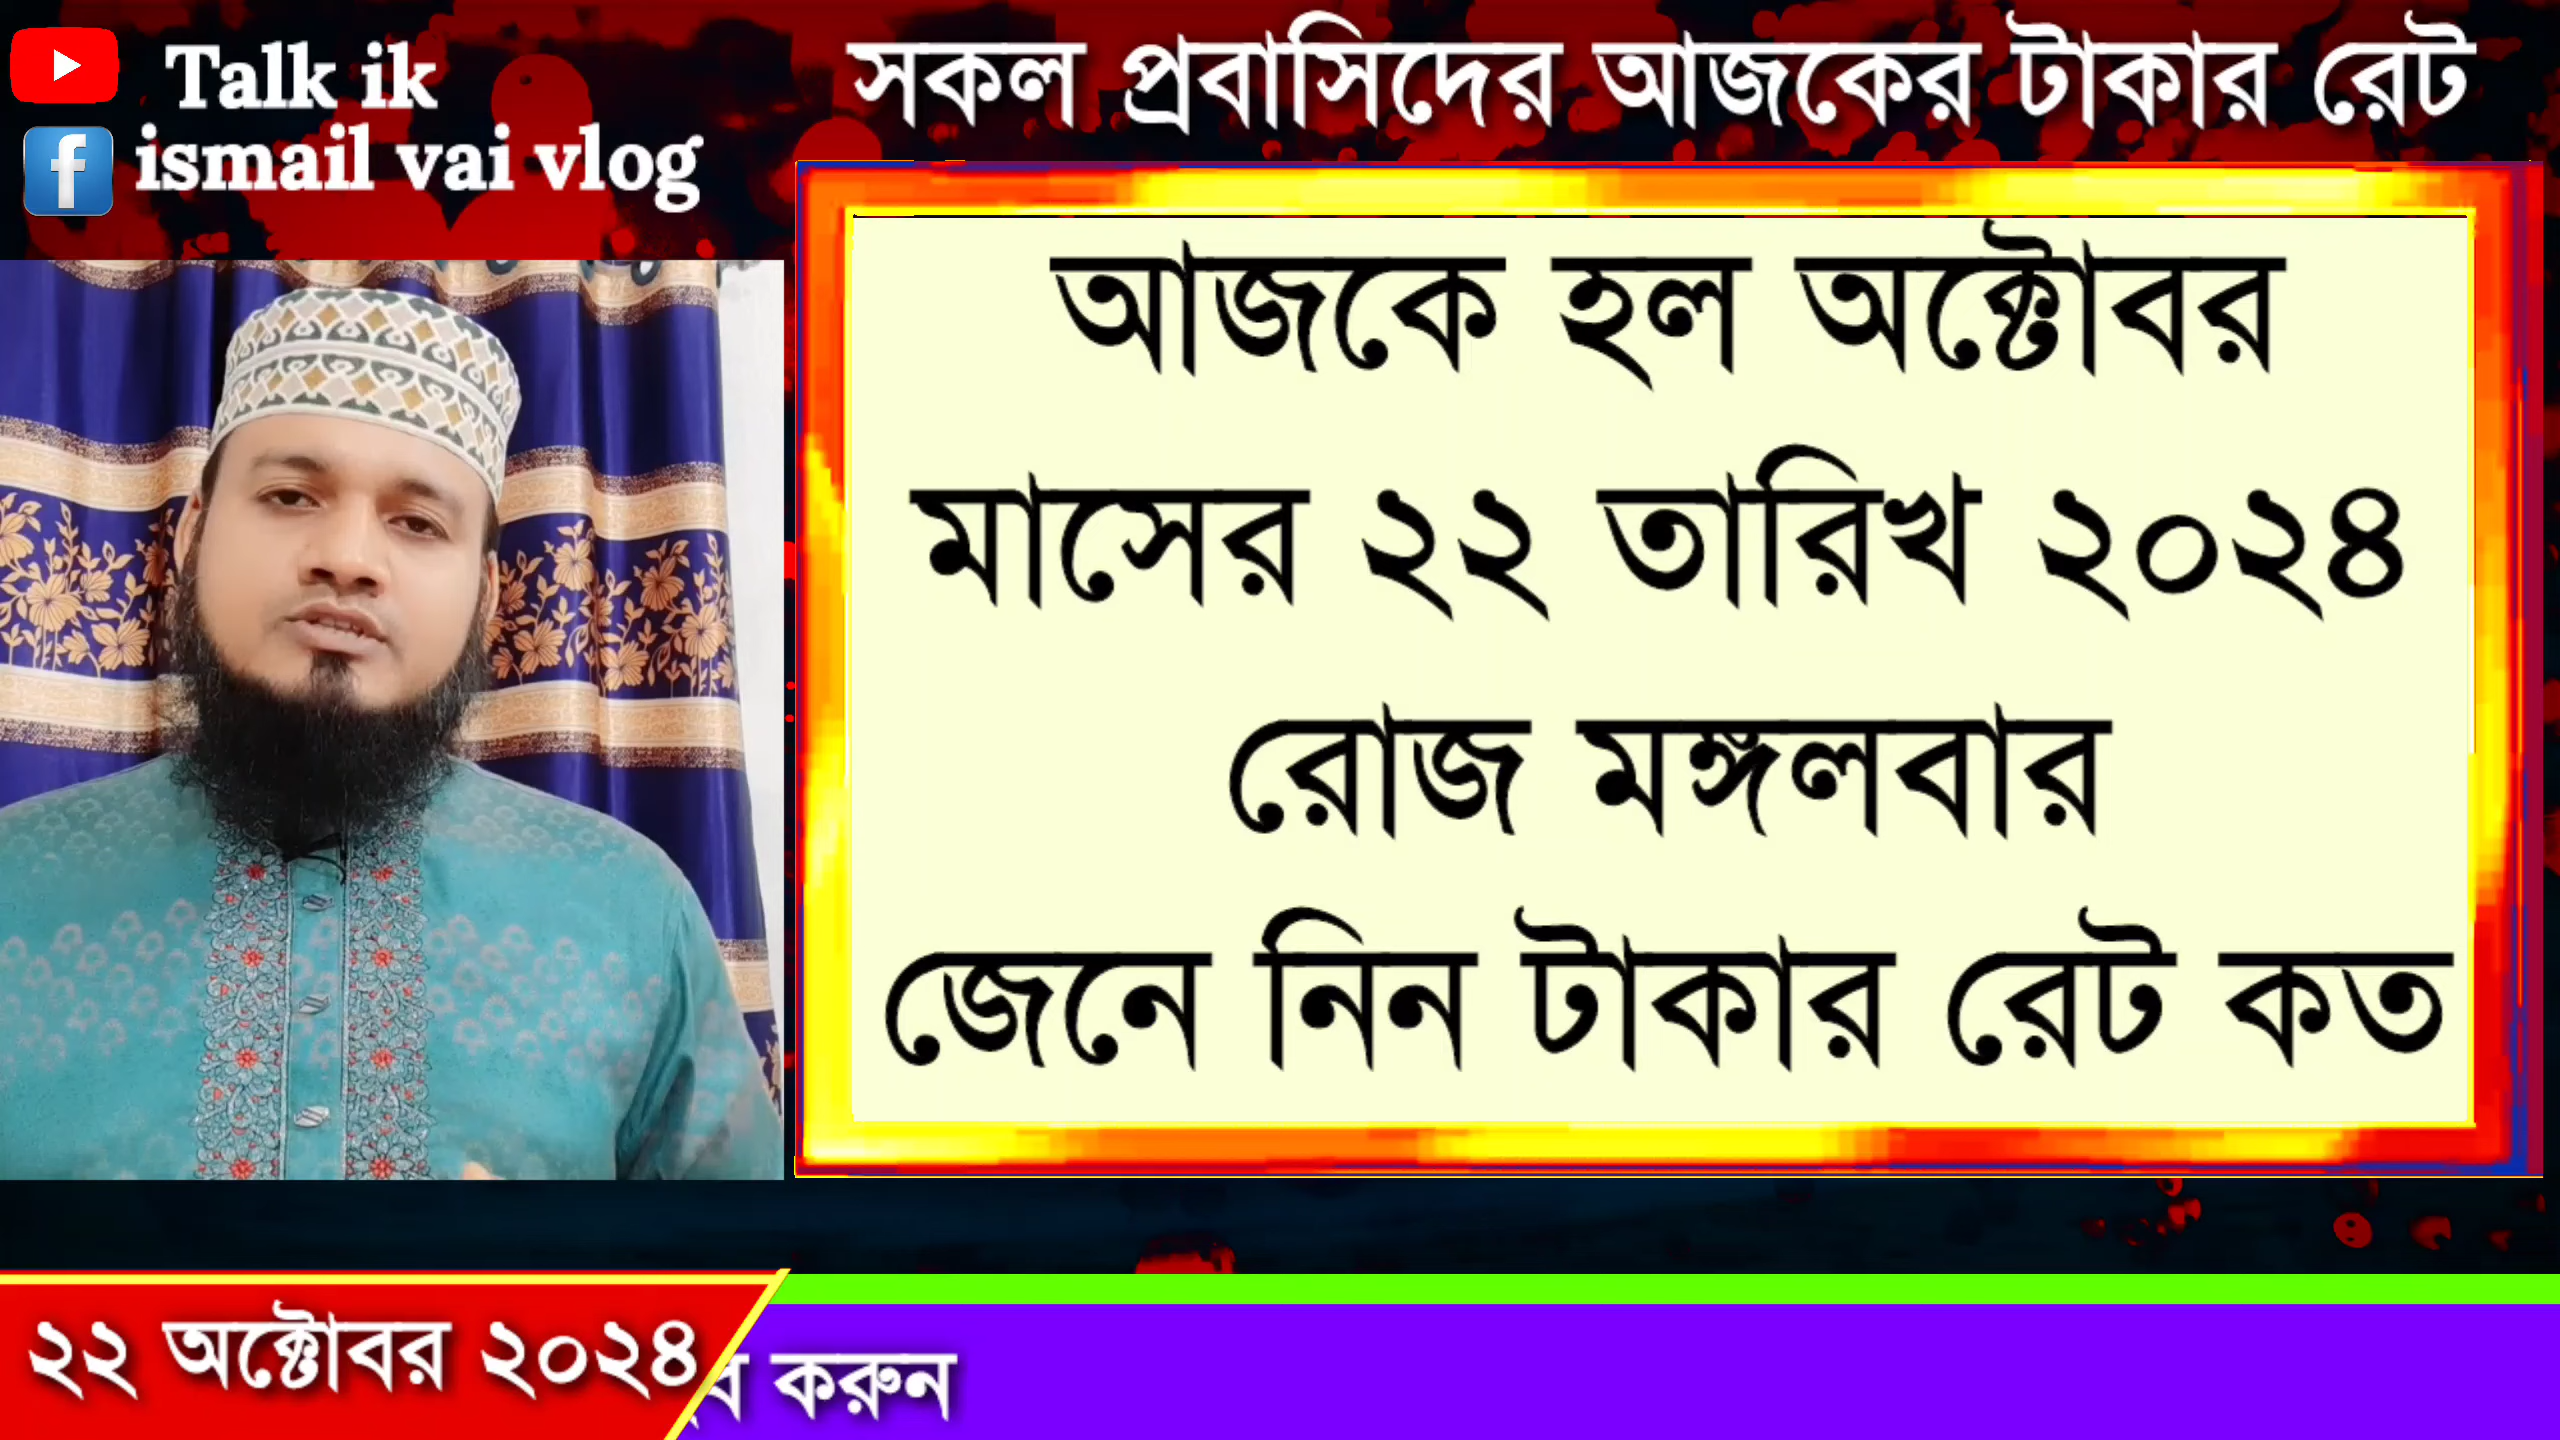 Talk ik
ismail vai vlog
সকল প্রবাসিদের আজকের টাকার রেট
আজকে হল অক্টোবর
মাসের ২২ তারিখ ২০২৪
রোজ মঙ্গলবার
জেনে নিন টাকার রেট কত
২২ অক্টোবর ২০২৪
করুন